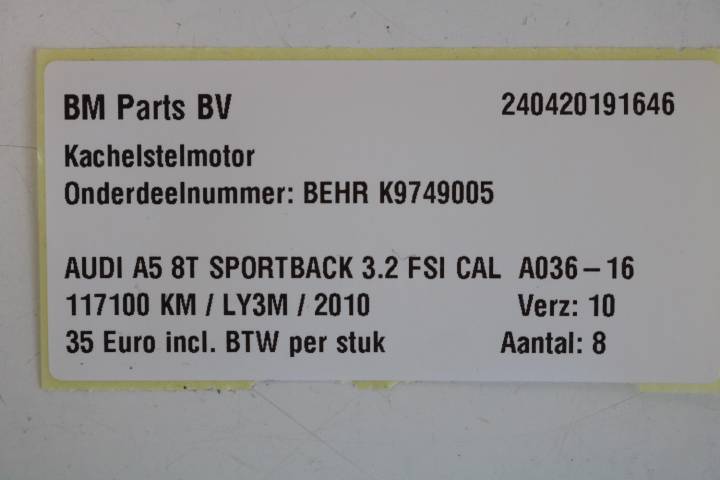 BM Parts BV 240420191646
Kachelstelmotor
Onderdeelnummer: BEHR K9749005
AUDI A5 8T SPORTBACK 3.2 FSI CAL A036-16
117100 KM / LY3M / 2010 Verz: 10
35 Euro incl. BTW per stuk Aantal: 8